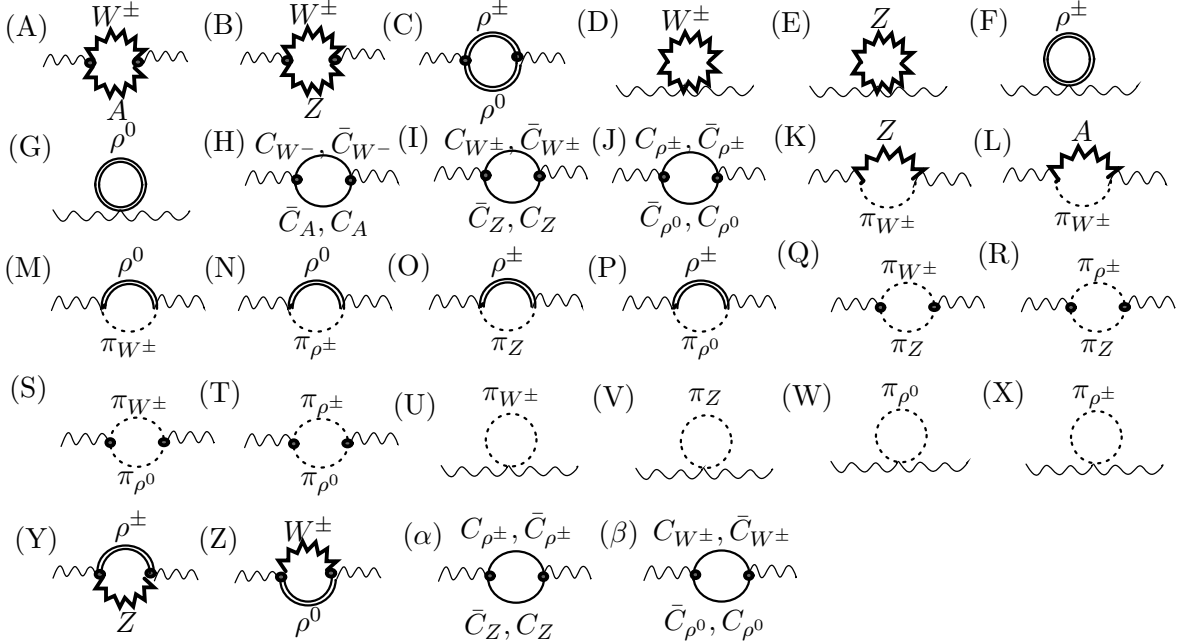 (A) W± A (B) W± Z (C) ρ± ρ⁰ (D) W± (E) Z (F) ρ±
(G) ρ⁰ (H) C_{W⁻}, C̄_{W⁻} C̄_A, C_A (I) C_{W±}, C̄_{W±} C̄_Z, C_Z (J) C_{ρ±}, C̄_{ρ±} C̄_{ρ⁰}, C_{ρ⁰} (K) Z π_{W±} (L) A π_{W±}
(M) ρ⁰ π_{W±} (N) ρ⁰ π_{ρ±} (O) ρ± π_Z (P) ρ± π_{ρ⁰} (Q) π_{W±} π_Z (R) π_{ρ±} π_Z
(S) π_{W±} π_{ρ⁰} (T) π_{ρ±} π_{ρ⁰} (U) π_{W±} (V) π_Z (W) π_{ρ⁰} (X) π_{ρ±}
(Y) ρ± Z (Z) W± ρ⁰ (α) C_{ρ±}, C̄_{ρ±} C̄_Z, C_Z (β) C_{W±}, C̄_{W±} C̄_{ρ⁰}, C_{ρ⁰}